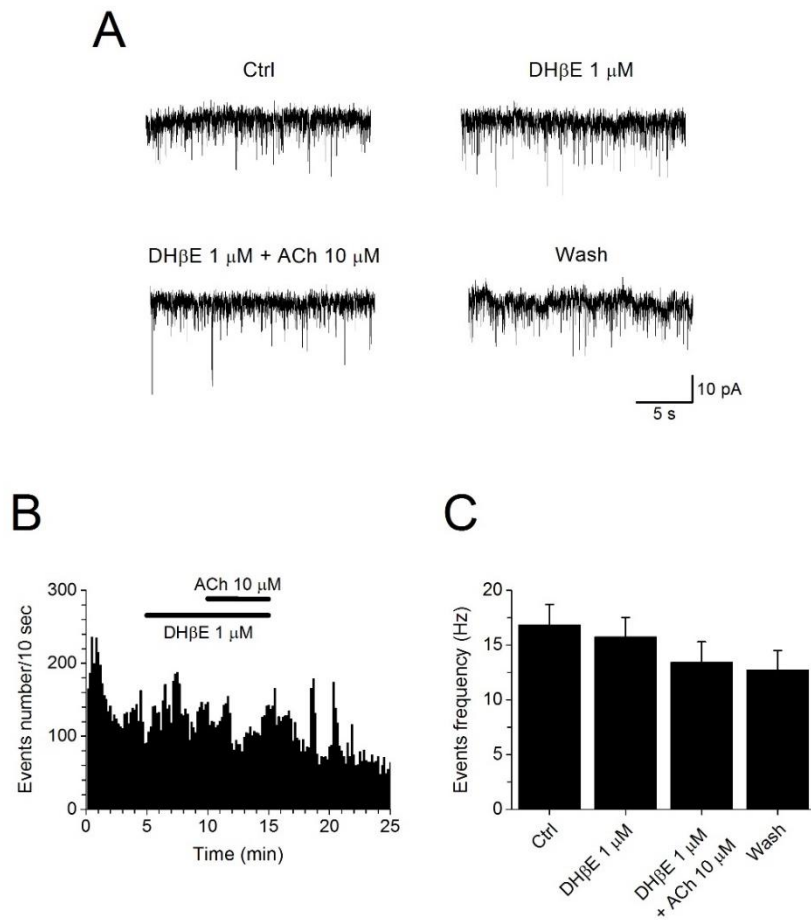 A
Ctrl
DHβE 1 μM
DHβE 1 μM + ACh 10 μM
Wash
10 pA
5 s
B
Events number/10 sec
300
200
100
0
ACh 10 μM
DHβE 1 μM
0 5 10 15 20 25
Time (min)
C
Events frequency (Hz)
20
15
10
5
0
Ctrl
DHβE 1 μM
DHβE 1 μM
+ ACh 10 μM
Wash